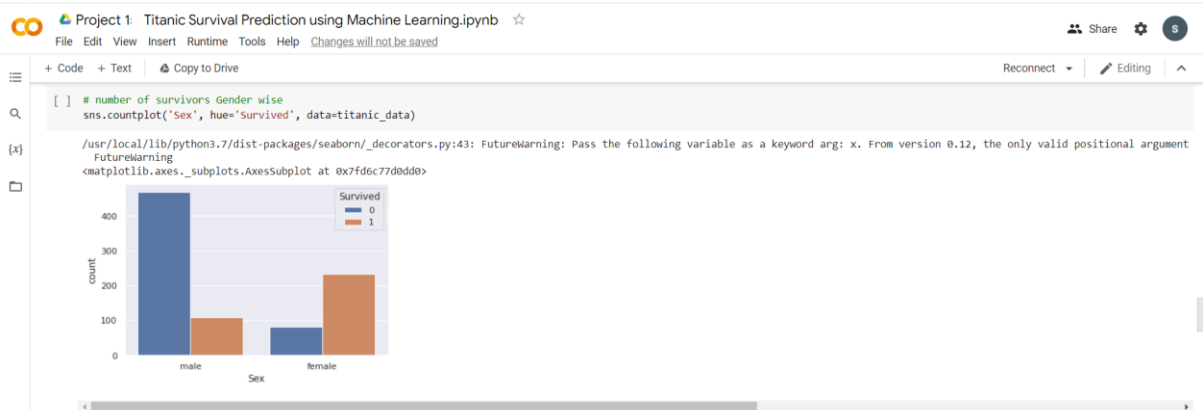 Project 1: Titanic Survival Prediction using Machine Learning.ipynb
File Edit View Insert Runtime Tools Help Changes will not be saved
Share
S
+ Code + Text Copy to Drive
Reconnect Editing
[ ] # number of survivors Gender wise
sns.countplot('Sex', hue='Survived', data=titanic_data)
{x}
/usr/local/lib/python3.7/dist-packages/seaborn/_decorators.py:43: FutureWarning: Pass the following variable as a keyword arg: x. From version 0.12, the only valid positional argument
FutureWarning
<matplotlib.axes._subplots.AxesSubplot at 0x7fd6c77d0dd0>
Survived
0
1
400
300
200
100
0
count
male female
Sex